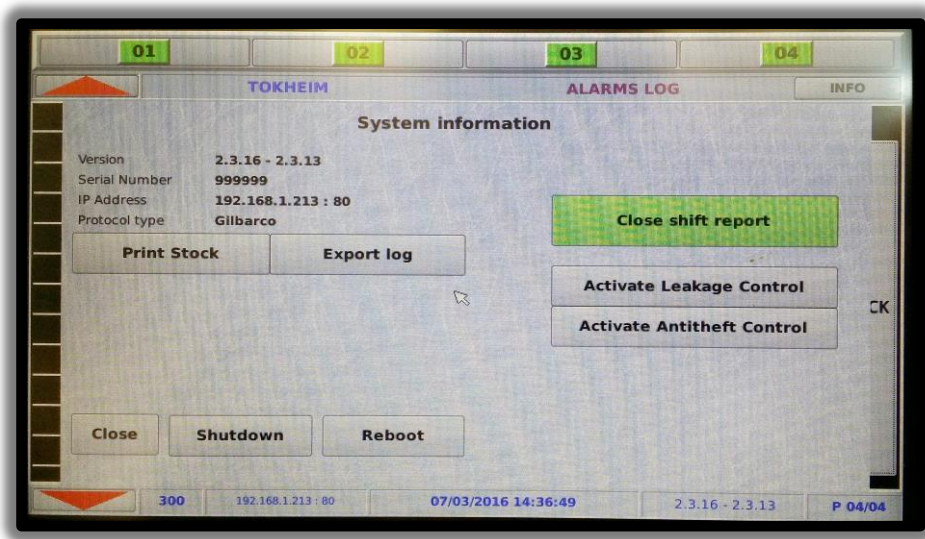 01 02 03 04
TOKHEIM ALARMS LOG INFO
System information
Version 2.3.16 - 2.3.13
Serial Number 999999
IP Address 192.168.1.213 : 80
Protocol type Gilbarco
Close shift report
Print Stock Export log
Activate Leakage Control
CK
Activate Antitheft Control
Close Shutdown Reboot
300 192.168.1.213 : 80 07/03/2016 14:36:49 2.3.16 - 2.3.13 P 04/04